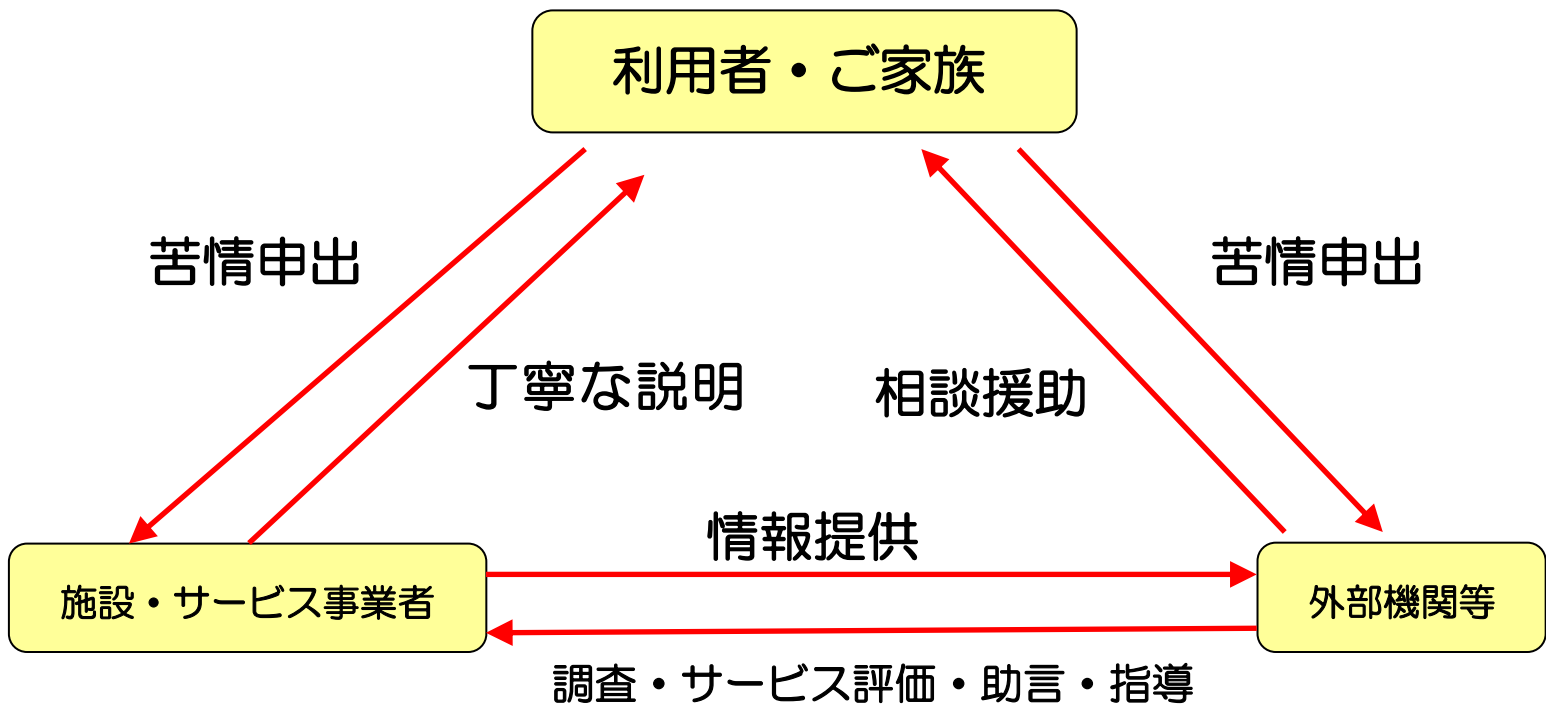 利用者・ご家族
苦情申出
苦情申出
丁寧な説明
相談援助
情報提供
施設・サービス事業者
外部機関等
調査・サービス評価・助言・指導